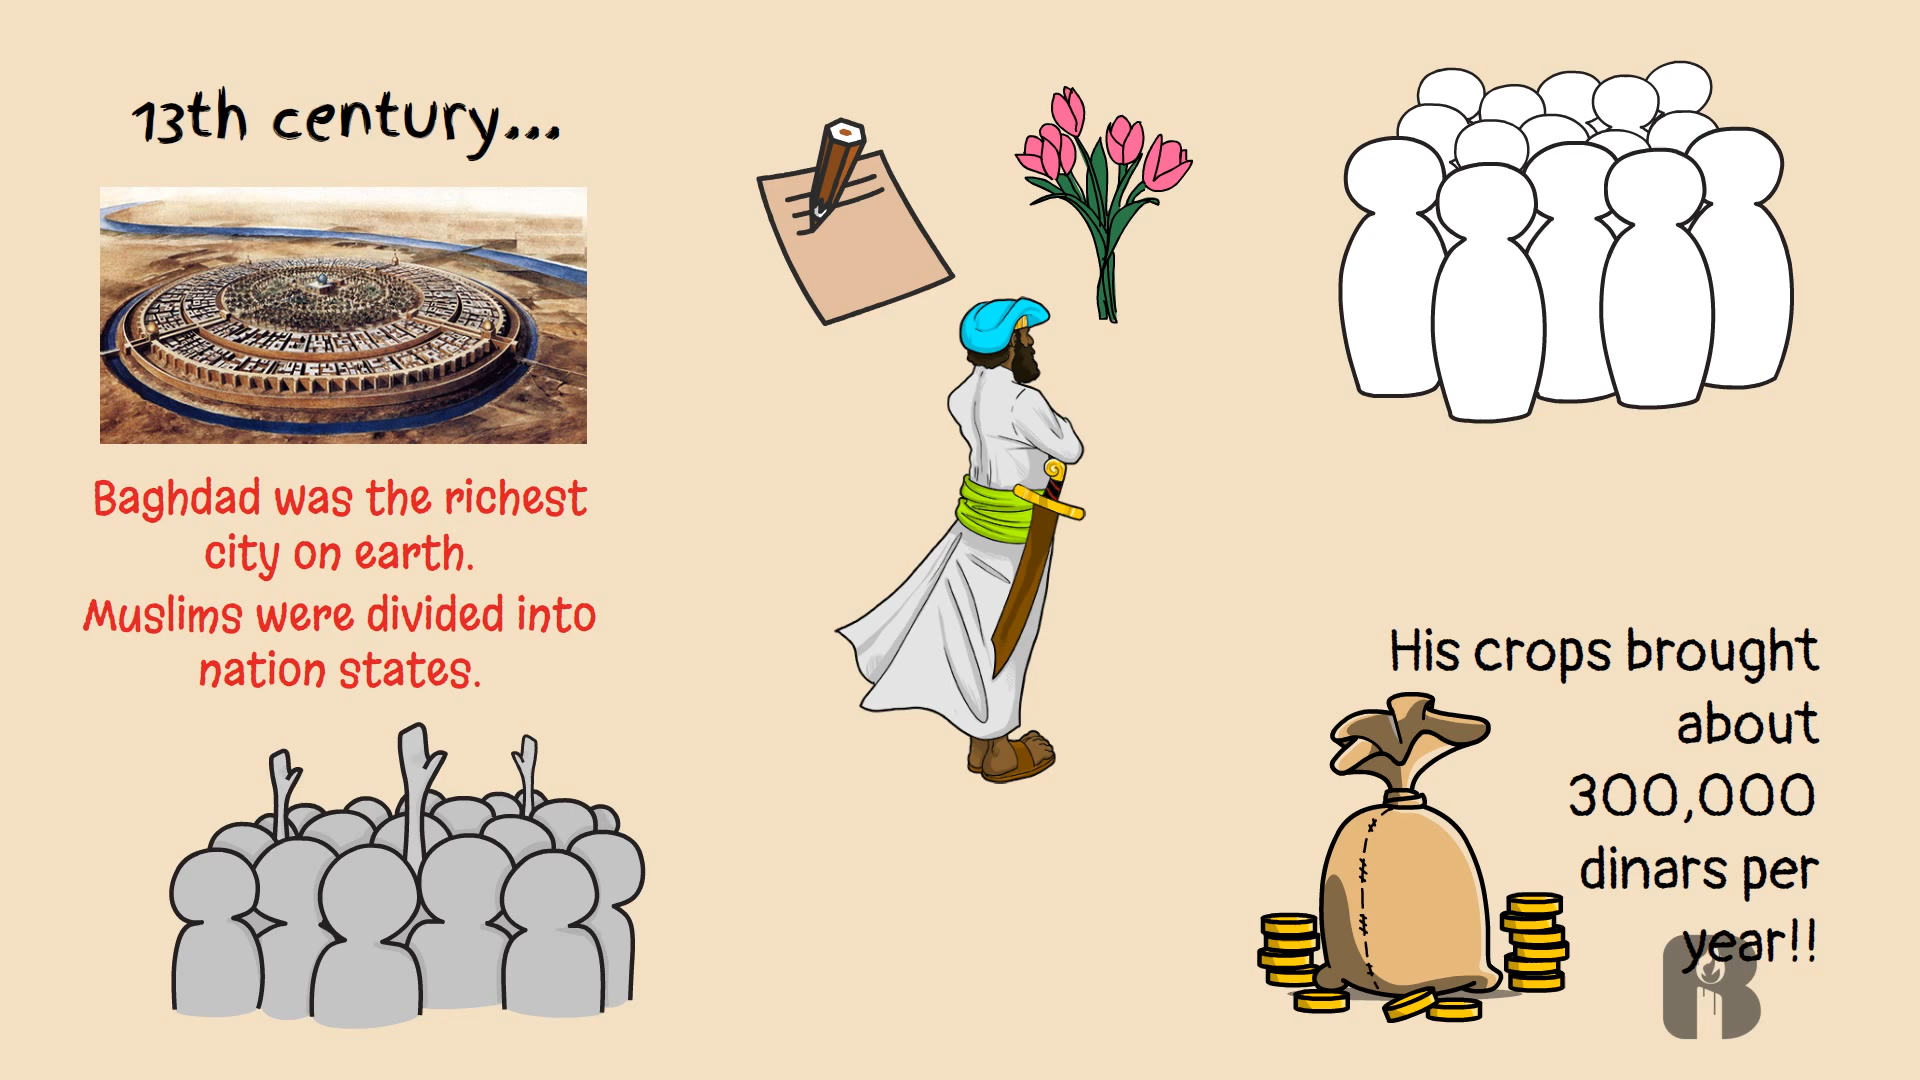 13th century...
Baghdad was the richest
city on earth.
Muslims were divided into
nation states.
His crops brought
about
300,000
dinars per
year!!
B